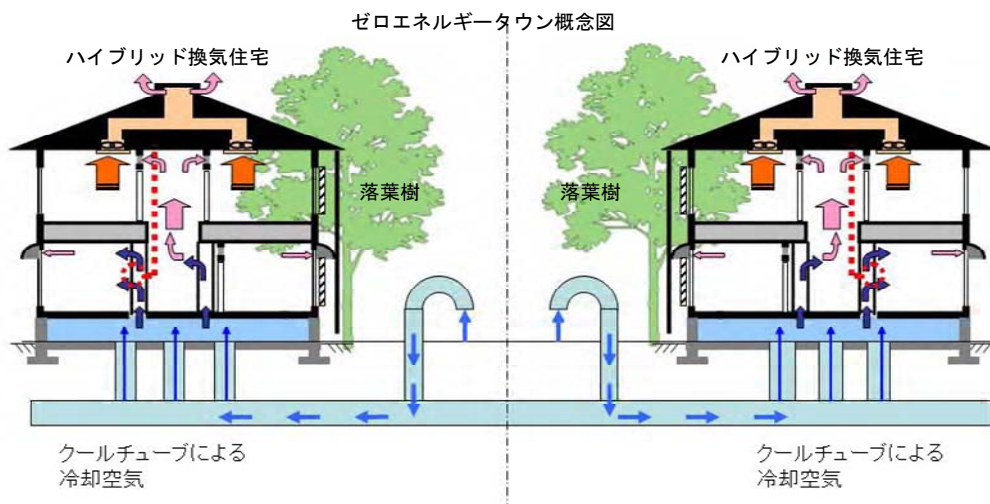 ゼロエネルギータウン概念図
ハイブリッド換気住宅
ハイブリッド換気住宅
落葉樹
落葉樹
クールチューブによる
冷却空気
クールチューブによる
冷却空気